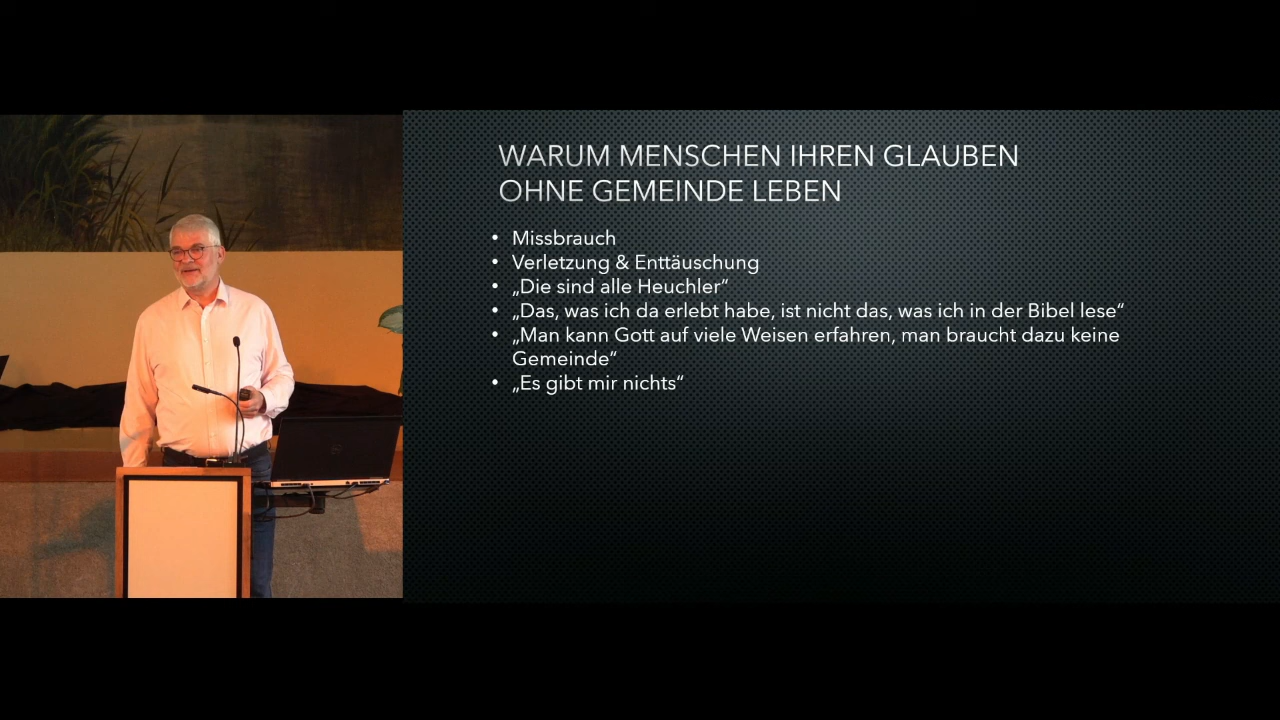 WARUM MENSCHEN IHREN GLAUBEN
OHNE GEMEINDE LEBEN
• Missbrauch
• Verletzung & Enttäuschung
• „Die sind alle Heuchler“
• „Das, was ich da erlebt habe, ist nicht das, was ich in der Bibel lese“
• „Man kann Gott auf viele Weisen erfahren, man braucht dazu keine
Gemeinde“
• „Es gibt mir nichts“